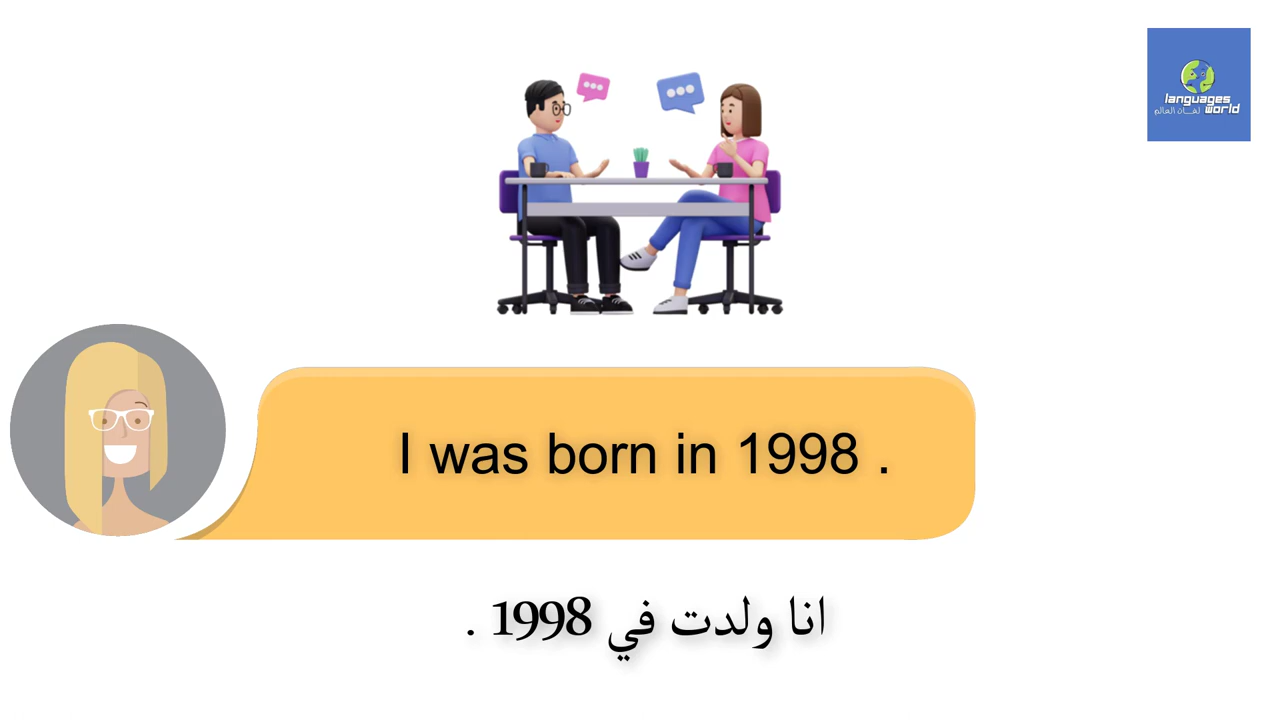 languages
world
لغات العالم
I was born in 1998 .
انا ولدت في 1998 .